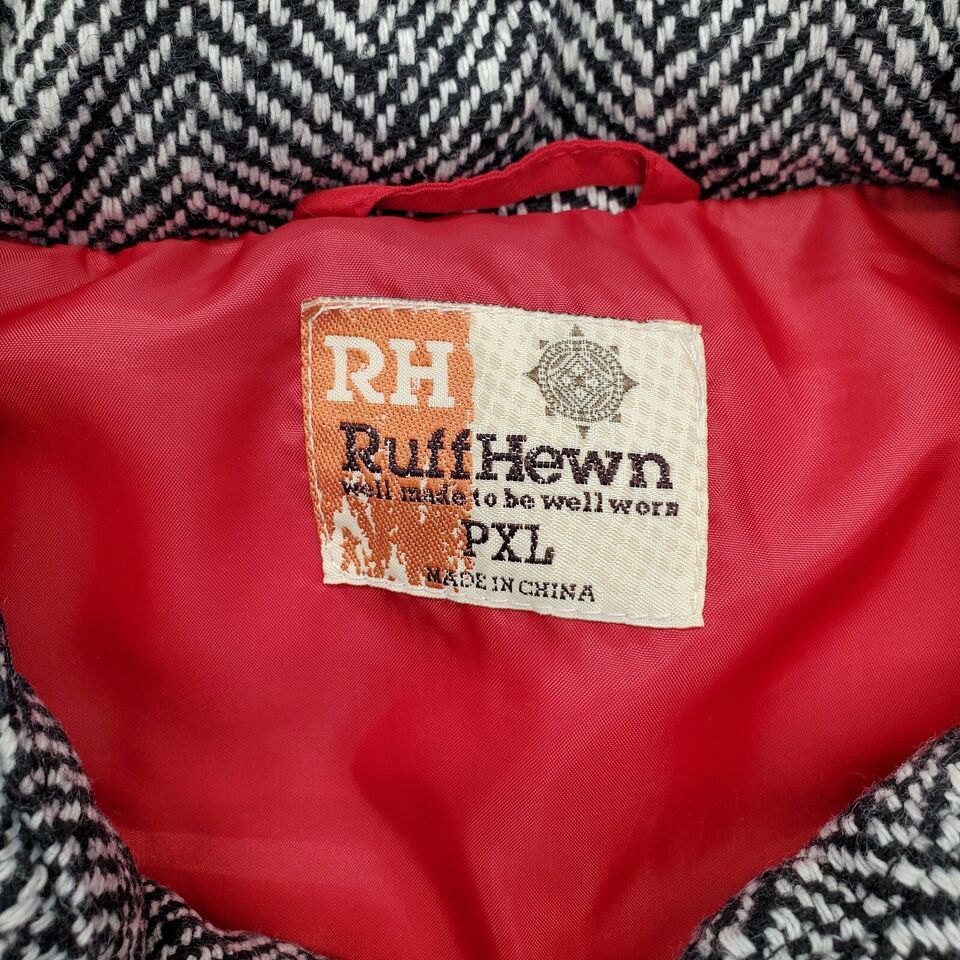 RH
RuffHewn
well made to be well worn
PXL
MADE IN CHINA